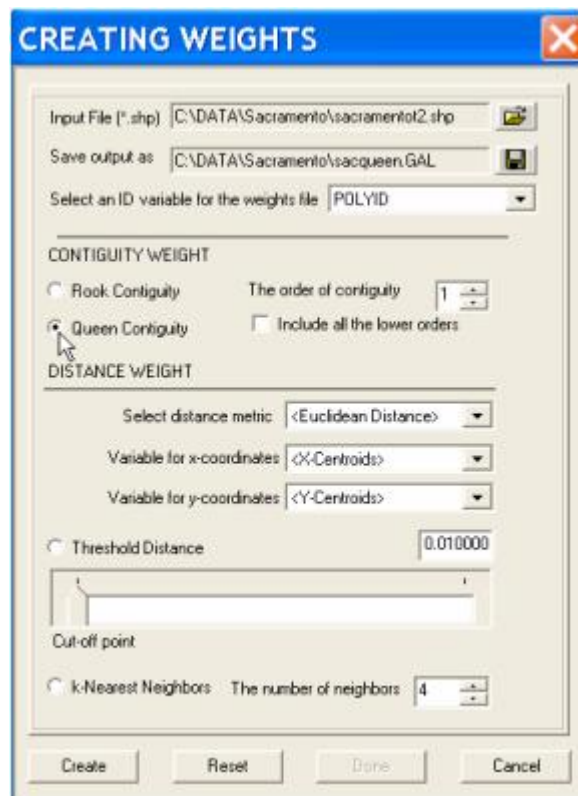 CREATING WEIGHTS
Input File (*.shp) C:\DATA\Sacramento\sacramentot2.shp
Save output as C:\DATA\Sacramento\sacqueen.GAL
Select an ID variable for the weights file POLYID
CONTIGUITY WEIGHT
Rook Contiguity The order of contiguity 1
Queen Contiguity Include all the lower orders
DISTANCE WEIGHT
Select distance metric <Euclidean Distance>
Variable for x-coordinates <X-Centroids>
Variable for y-coordinates <Y-Centroids>
Threshold Distance 0.010000
Cut-off point
k-Nearest Neighbors The number of neighbors 4
Create Reset Done Cancel